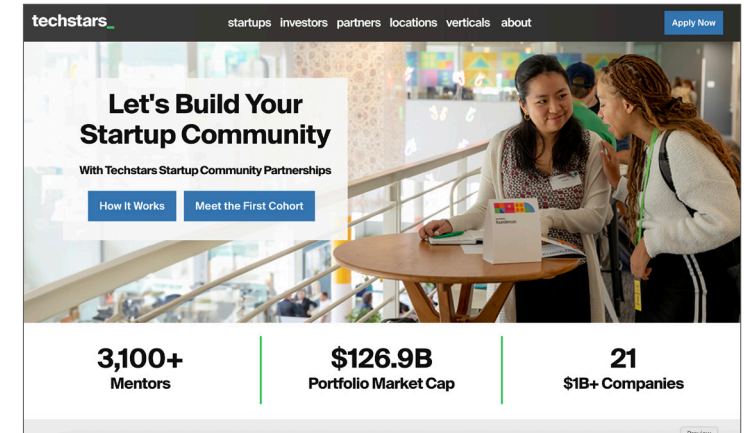 techstars_
startups investors partners locations verticals about
Apply Now
Let's Build Your
Startup Community
With Techstars Startup Community Partnerships
How It Works
Meet the First Cohort
3,100+
Mentors
$126.9B
Portfolio Market Cap
21
$1B+ Companies